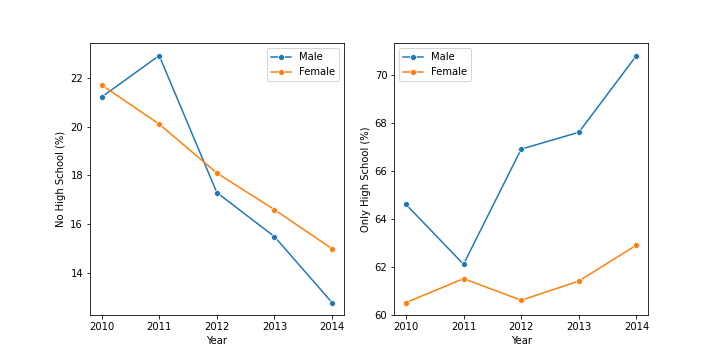 No High School (%)
22
20
18
16
14
2010 2011 2012 2013 2014
Year
Male
Female
Only High School (%)
70
68
66
64
62
60
2010 2011 2012 2013 2014
Year
Male
Female